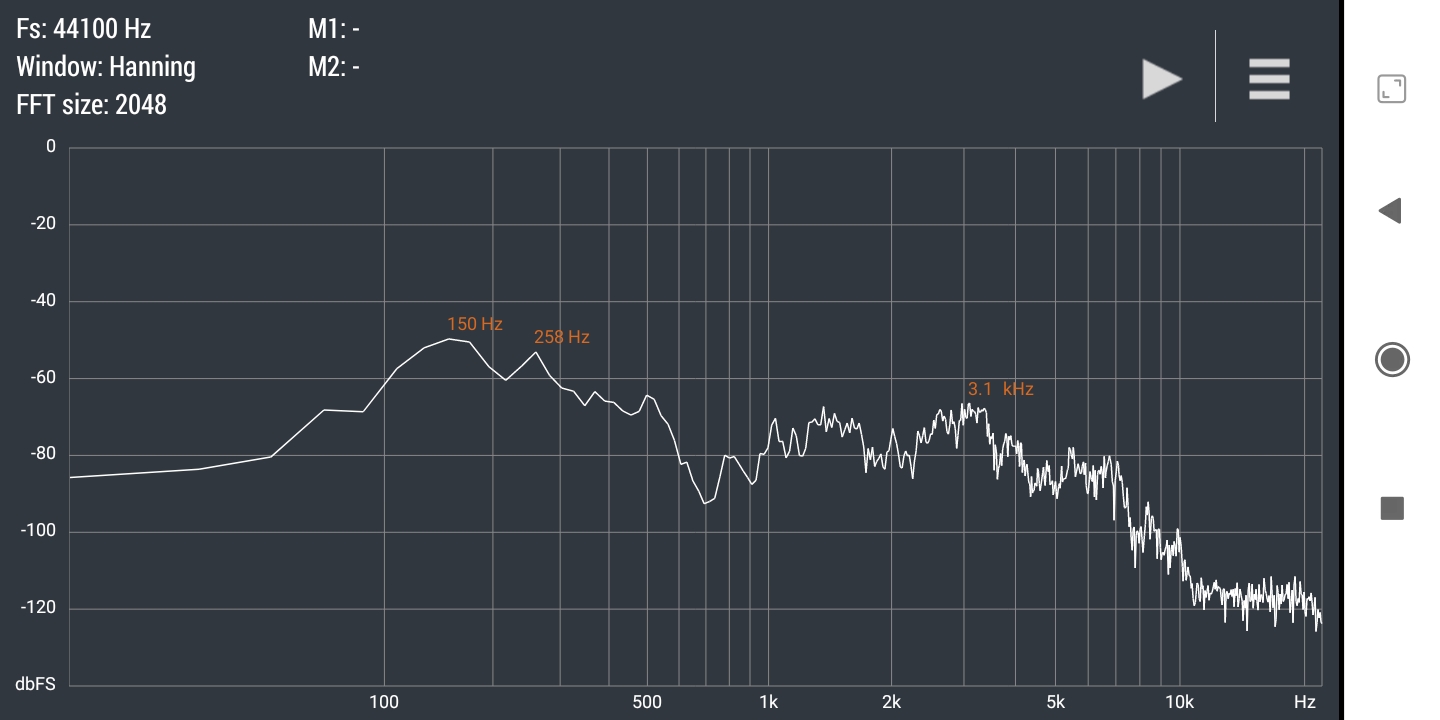 Fs: 44100 Hz
M1: -
Window: Hanning
M2: -
FFT size: 2048
0
-20
-40
150 Hz
258 Hz
-60
3.1 kHz
-80
-100
-120
dbFS
100 500 1k 2k 5k 10k Hz